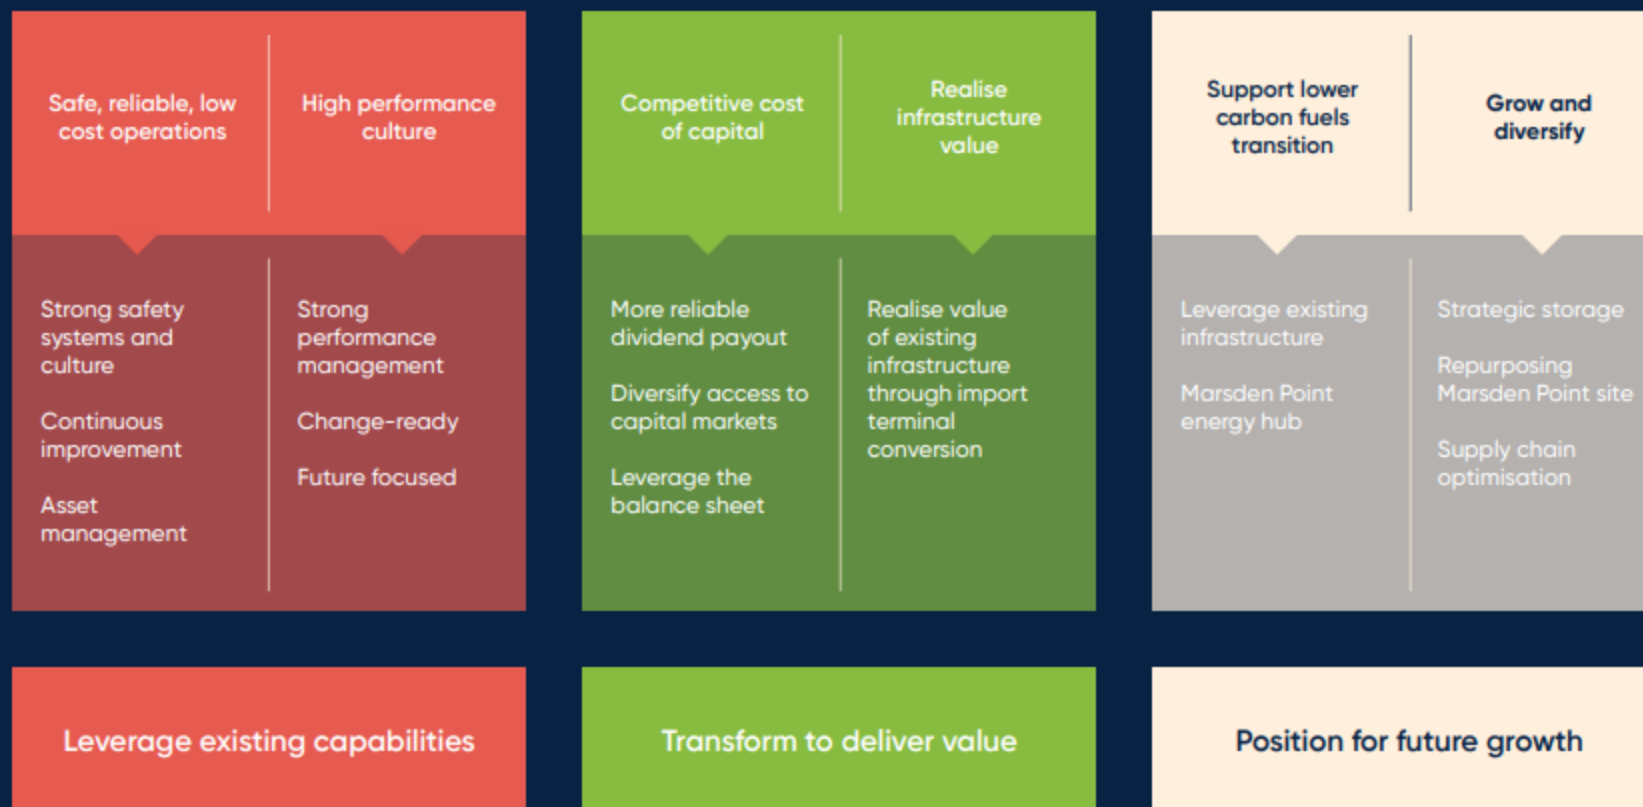 Safe, reliable, low
cost operations
High performance
culture
Strong safety
systems and
culture
Continuous
improvement
Asset
management
Strong
performance
management
Change-ready
Future focused
Leverage existing capabilities
Competitive cost
of capital
Realise
infrastructure
value
More reliable
dividend payout
Diversify access to
capital markets
Leverage the
balance sheet
Realise value
of existing
infrastructure
through import
terminal
conversion
Transform to deliver value
Support lower
carbon fuels
transition
Grow and
diversify
Leverage existing
infrastructure
Marsden Point
energy hub
Strategic storage
Repurposing
Marsden Point site
Supply chain
optimisation
Position for future growth